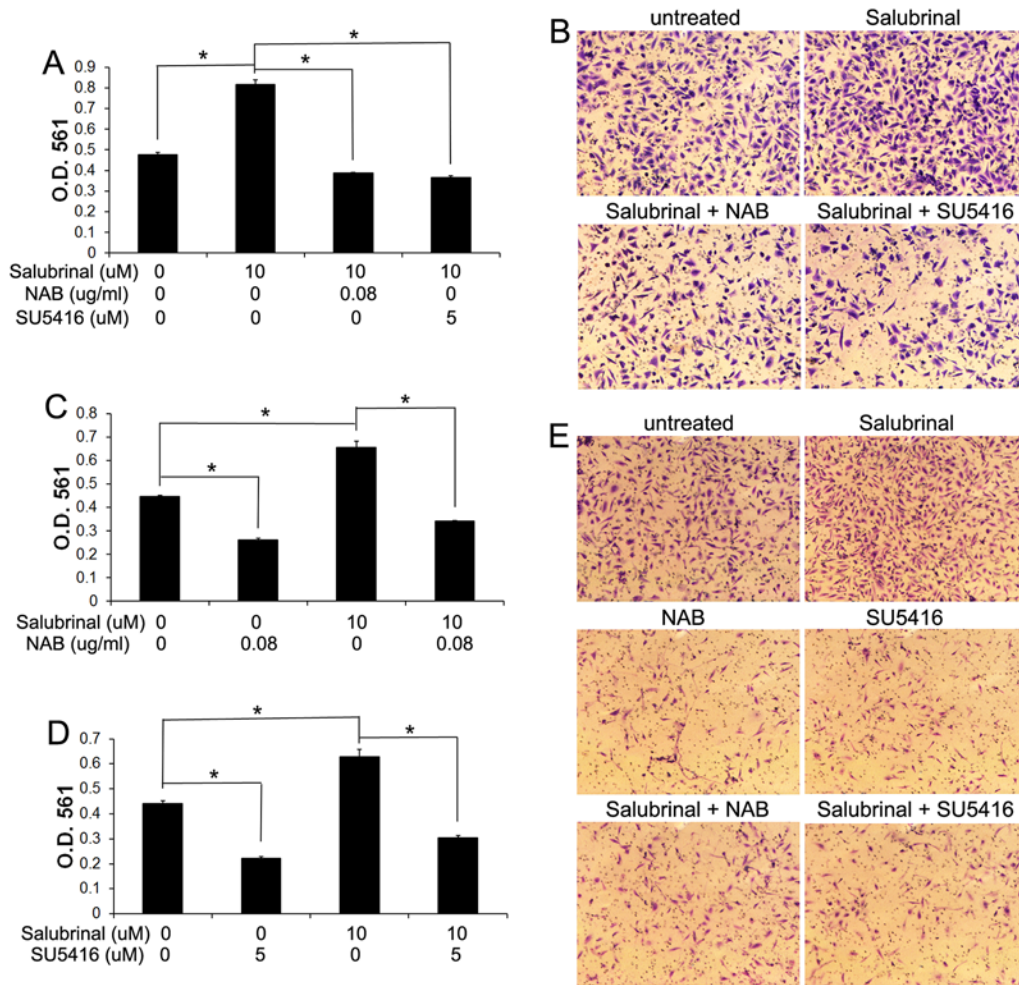 A
O.D. 561
0.9
0.8
0.7
0.6
0.5
0.4
0.3
0.2
0.1
0
*
*
*
Salubrinal (uM) 0 10 10 10
NAB (ug/ml) 0 0 0.08 0
SU5416 (uM) 0 0 0 5
B
untreated Salubrinal
Salubrinal + NAB Salubrinal + SU5416
C
O.D. 561
0.8
0.7
0.6
0.5
0.4
0.3
0.2
0.1
0
*
*
*
Salubrinal (uM) 0 0 10 10
NAB (ug/ml) 0 0.08 0 0.08
D
O.D. 561
0.7
0.6
0.5
0.4
0.3
0.2
0.1
0
*
*
*
Salubrinal (uM) 0 0 10 10
SU5416 (uM) 0 5 0 5
E
untreated Salubrinal
NAB SU5416
Salubrinal + NAB Salubrinal + SU5416